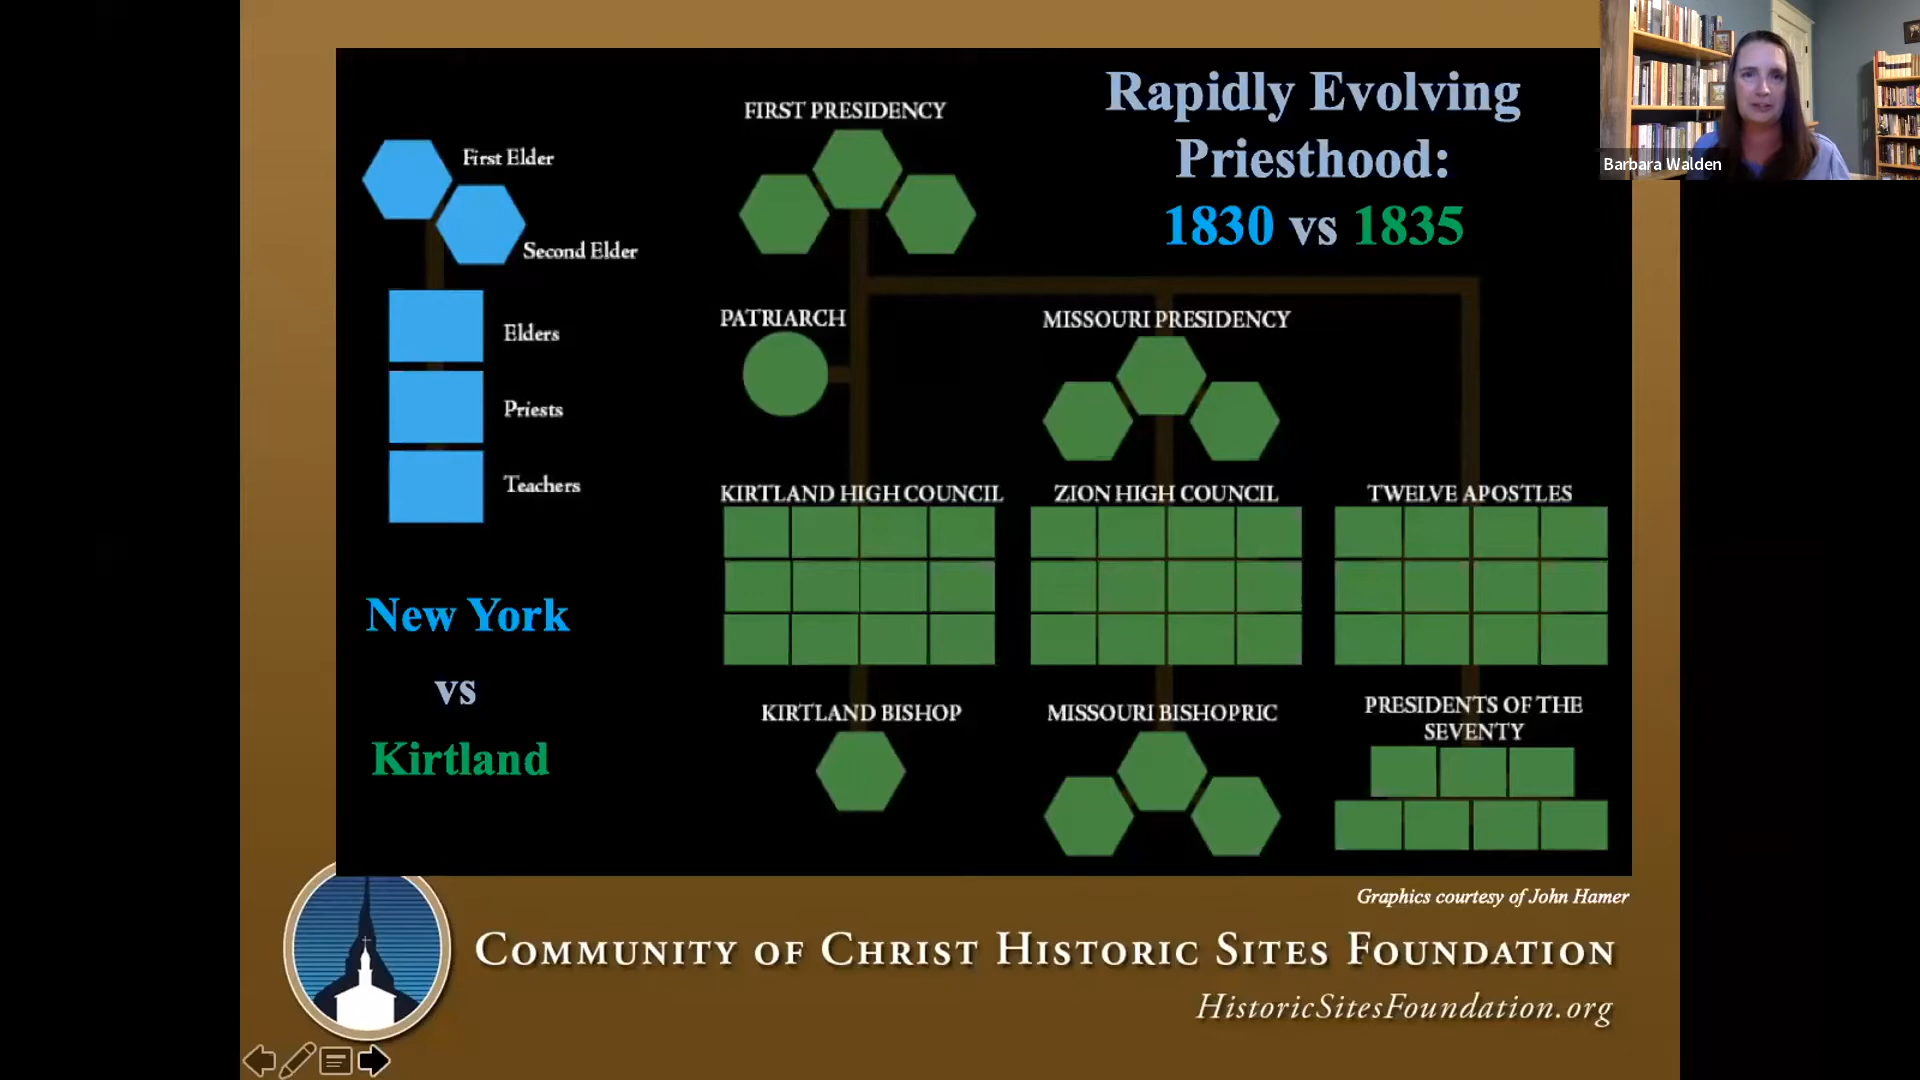 Rapidly Evolving
Priesthood:
1830 vs 1835
Barbara Walden
First Elder
Second Elder
Elders
Priests
Teachers
New York
vs
Kirtland
FIRST PRESIDENCY
PATRIARCH
MISSOURI PRESIDENCY
KIRTLAND HIGH COUNCIL
ZION HIGH COUNCIL
TWELVE APOSTLES
KIRTLAND BISHOP
MISSOURI BISHOPRIC
PRESIDENTS OF THE
SEVENTY
Graphics courtesy of John Hamer
COMMUNITY OF CHRIST HISTORIC SITES FOUNDATION
HistoricSitesFoundation.org